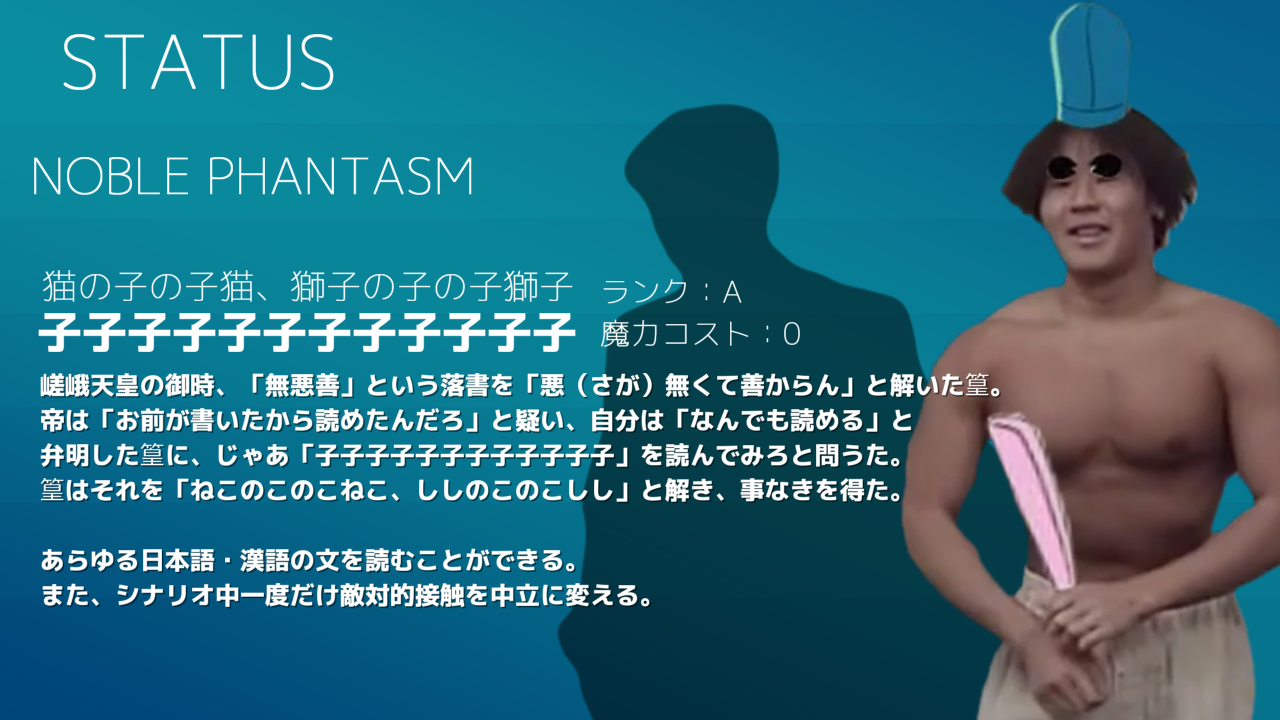 STATUS
NOBLE PHANTASM
猫の子の子猫、獅子の子の子獅子
子子子子子子子子子子子子
ランク：A
魔力コスト：0
嵯峨天皇の御時、「無悪善」という落書を「悪（さが）無くて善からん」と解いた篁。
帝は「お前が書いたから読めたんだろ」と疑い、自分は「なんでも読める」と
弁明した篁に、じゃあ「子子子子子子子子子子子子」を読んでみろと問うた。
篁はそれを「ねこのこのこねこ、ししのこのこしし」と解き、事なきを得た。
あらゆる日本語・漢語の文を読むことができる。
また、シナリオ中一度だけ敵対的接触を中立に変える。